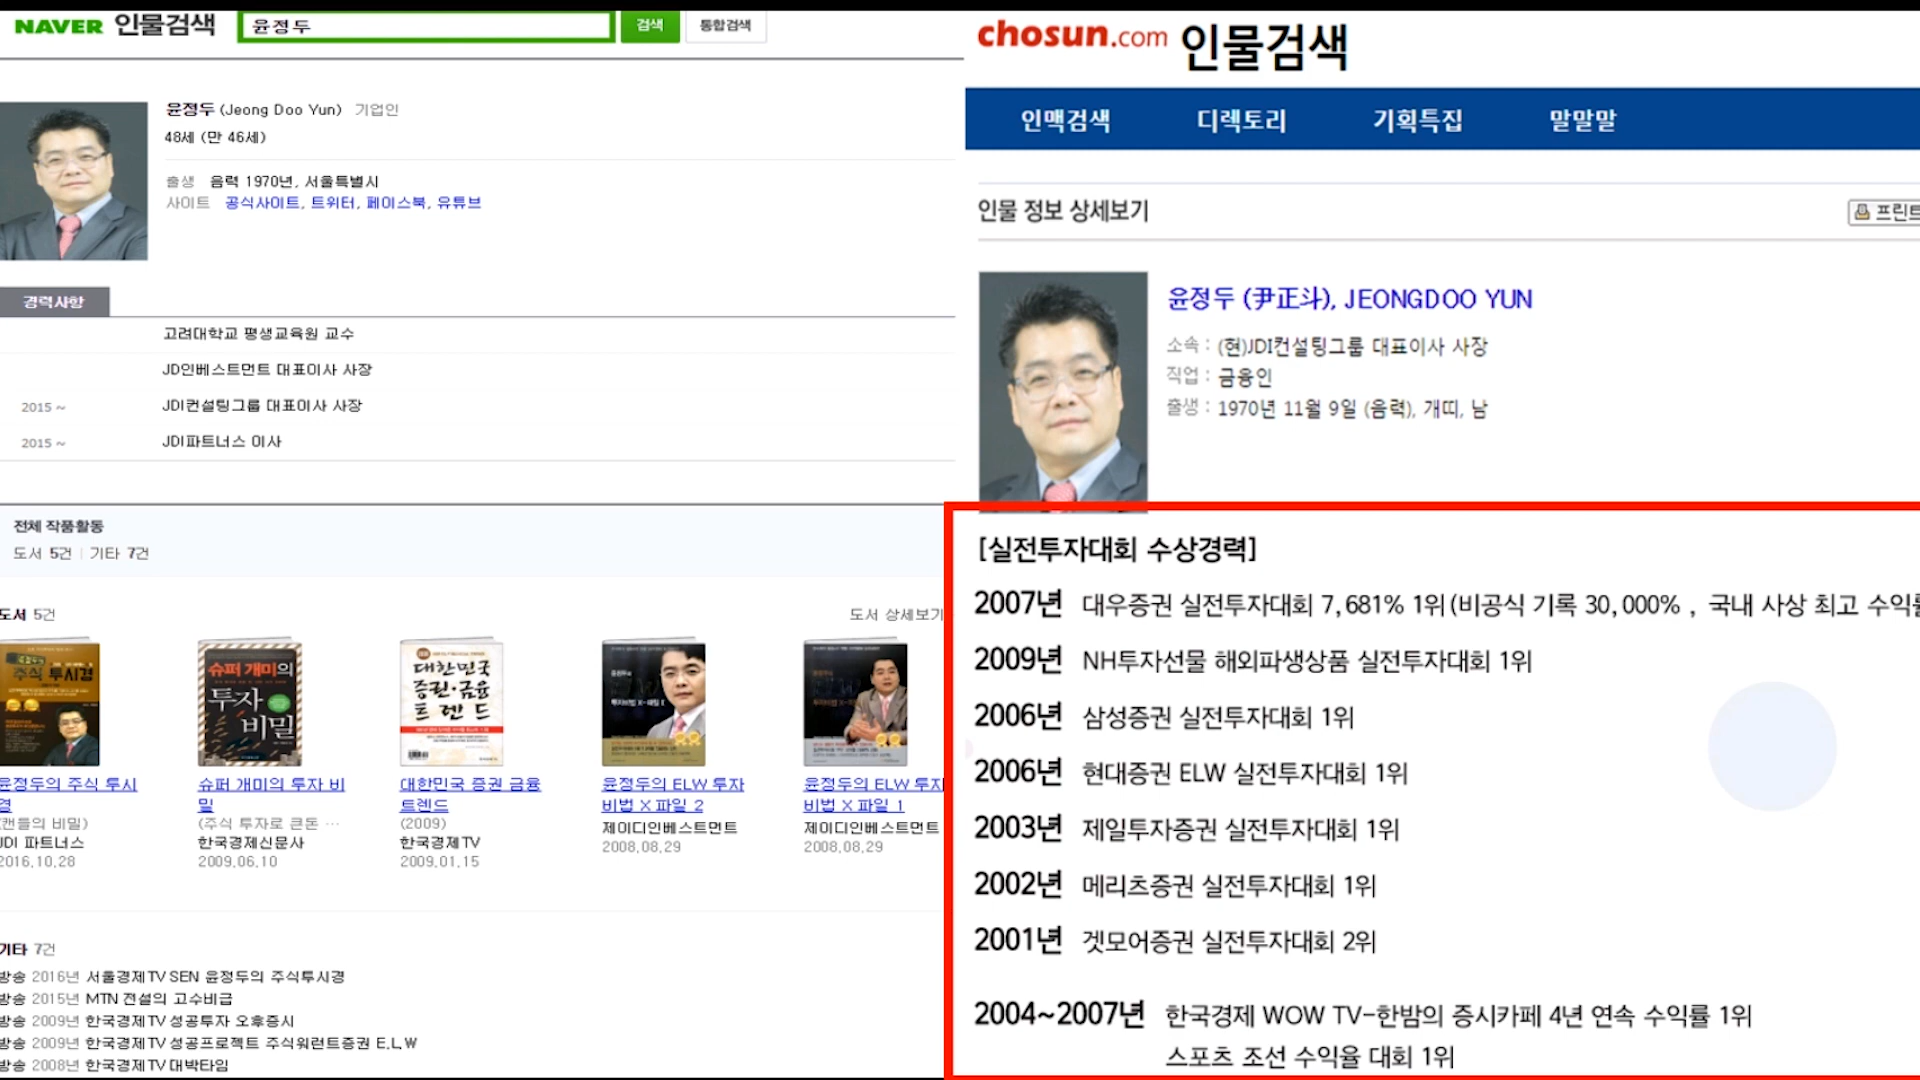 NAVER 인물검색 윤정두 검색 통합검색
윤정두 (Jeong Doo Yun) 기업인
48세 (만 46세)
출생 음력 1970년, 서울특별시
사이트 공식사이트, 트위터, 페이스북, 유튜브
경력사항
고려대학교 평생교육원 교수
JD인베스트먼트 대표이사 사장
2015 ~ JDI컨설팅그룹 대표이사 사장
2015 ~ JDI파트너스 이사
전체 작품활동
도서 5건 | 기타 7건
도서 5건 도서 상세보기
주식 투시경
슈퍼 개미의
투자
비밀
대한민국
증권·금융
트렌드
윤정두의 주식 투시
경
(캔들의 비밀)
JDI 파트너스
2016.10.28
슈퍼 개미의 투자 비
밀
(주식 투자로 큰돈 ...
한국경제신문사
2009.06.10
대한민국 증권 금융
트렌드
(2009)
한국경제TV
2009.01.15
윤정두의 ELW 투자
비법 X 파일 2
제이디인베스트먼트
2008.08.29
윤정두의 ELW 투자
비법 X 파일 1
제이디인베스트먼트
2008.08.29
기타 7건
방송 2016년 서울경제TV SEN 윤정두의 주식투시경
방송 2015년 MTN 전설의 고수비급
방송 2009년 한국경제TV 성공투자 오후증시
방송 2009년 한국경제TV 성공프로젝트 주식워런트증권 E.L.W
방송 2008년 한국경제TV 대박타임
chosun.com 인물검색
인맥검색 디렉토리 기획특집 말말말
인물 정보 상세보기 프린트
윤정두 (尹正斗), JEONGDOO YUN
소속 : (현)JDI컨설팅그룹 대표이사 사장
직업 : 금융인
출생 : 1970년 11월 9일 (음력), 개띠, 남
[실전투자대회 수상경력]
2007년 대우증권 실전투자대회 7,681% 1위(비공식 기록 30,000% , 국내 사상 최고 수익률
2009년 NH투자선물 해외파생상품 실전투자대회 1위
2006년 삼성증권 실전투자대회 1위
2006년 현대증권 ELW 실전투자대회 1위
2003년 제일투자증권 실전투자대회 1위
2002년 메리츠증권 실전투자대회 1위
2001년 겟모어증권 실전투자대회 2위
2004~2007년 한국경제 WOW TV-한밤의 증시카페 4년 연속 수익률 1위
스포츠 조선 수익율 대회 1위